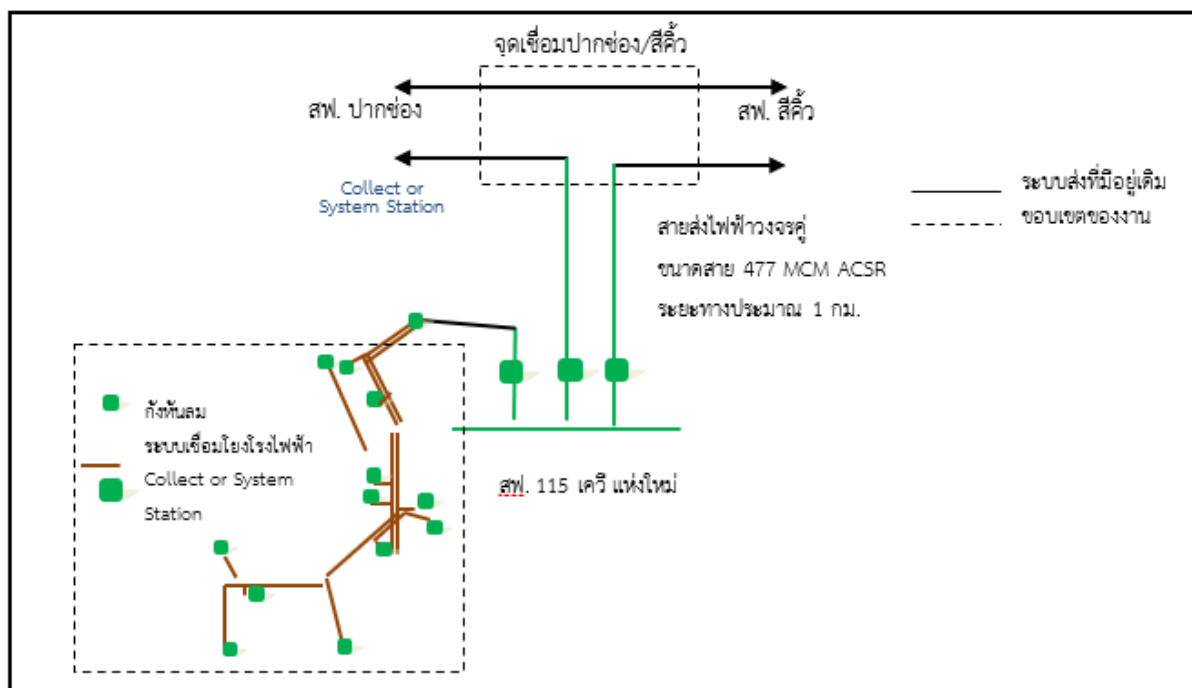 จุดเชื่อมปากช่อง/สีคิ้ว
สฟ. ปากช่อง
สฟ. สีคิ้ว
Collect or
System Station
ระบบส่งที่มีอยู่เดิม
ขอบเขตของงาน
สายส่งไฟฟ้าวงจรคู่
ขนาดสาย 477 MCM ACSR
ระยะทางประมาณ 1 กม.
กังหันลม
ระบบเชื่อมโยงโรงไฟฟ้า
Collect or System
Station
สฟ. 115 เควี แห่งใหม่